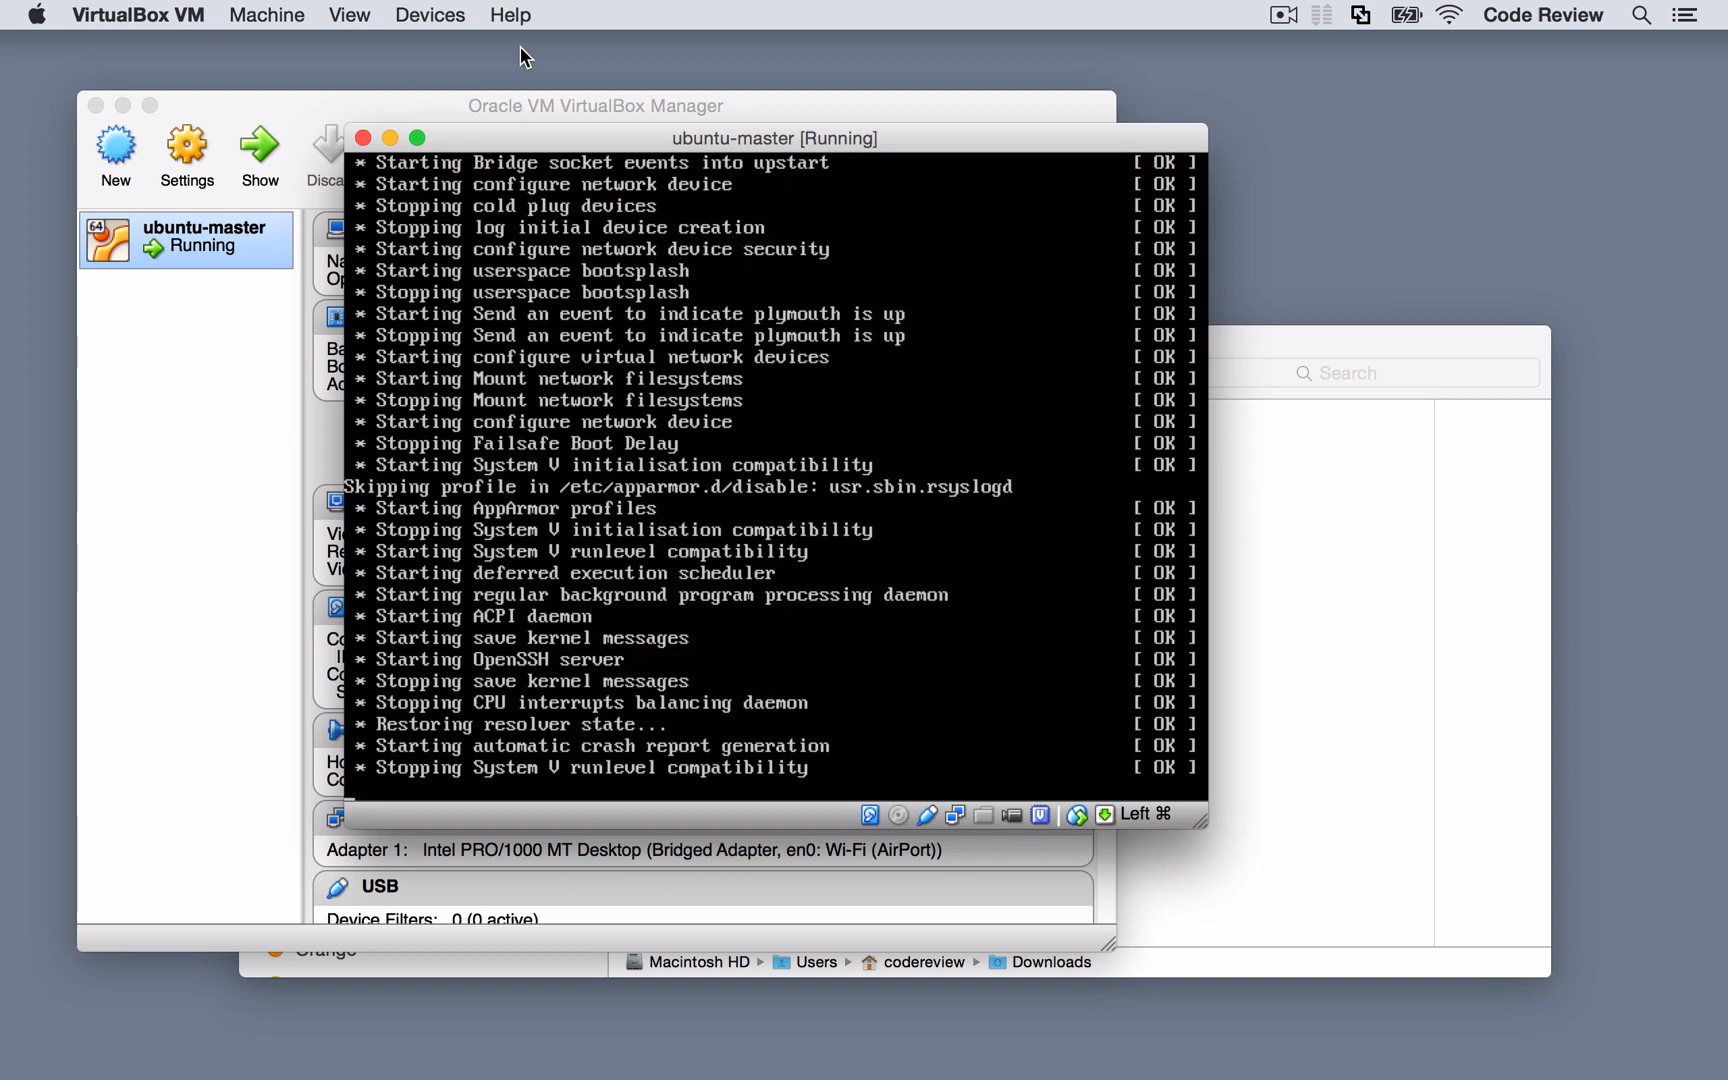 VirtualBox VM Machine View Devices Help Code Review
Oracle VM VirtualBox Manager
New Settings Show
ubuntu-master [Running]
64 ubuntu-master
Running
* Starting Bridge socket events into upstart [ OK ]
* Starting configure network device [ OK ]
* Stopping cold plug devices [ OK ]
* Stopping log initial device creation [ OK ]
* Starting configure network device security [ OK ]
* Starting userspace bootsplash [ OK ]
* Stopping userspace bootsplash [ OK ]
* Starting Send an event to indicate plymouth is up [ OK ]
* Stopping Send an event to indicate plymouth is up [ OK ]
* Starting configure virtual network devices [ OK ]
* Starting Mount network filesystems [ OK ]
* Stopping Mount network filesystems [ OK ]
* Starting configure network device [ OK ]
* Stopping Failsafe Boot Delay [ OK ]
* Starting System V initialisation compatibility [ OK ]
Skipping profile in /etc/apparmor.d/disable: usr.sbin.rsyslogd
* Starting AppArmor profiles [ OK ]
* Stopping System V initialisation compatibility [ OK ]
* Starting System V runlevel compatibility [ OK ]
* Starting deferred execution scheduler [ OK ]
* Starting regular background program processing daemon [ OK ]
* Starting ACPI daemon [ OK ]
* Starting save kernel messages [ OK ]
* Starting OpenSSH server [ OK ]
* Stopping save kernel messages [ OK ]
* Stopping CPU interrupts balancing daemon [ OK ]
* Restoring resolver state... [ OK ]
* Starting automatic crash report generation [ OK ]
* Stopping System V runlevel compatibility [ OK ]
Left ⌘
Search
Adapter 1: Intel PRO/1000 MT Desktop (Bridged Adapter, en0: Wi-Fi (AirPort))
USB
Device Filters: 0 (0 active)
Orange
Macintosh HD ▸ Users ▸ codereview ▸ Downloads